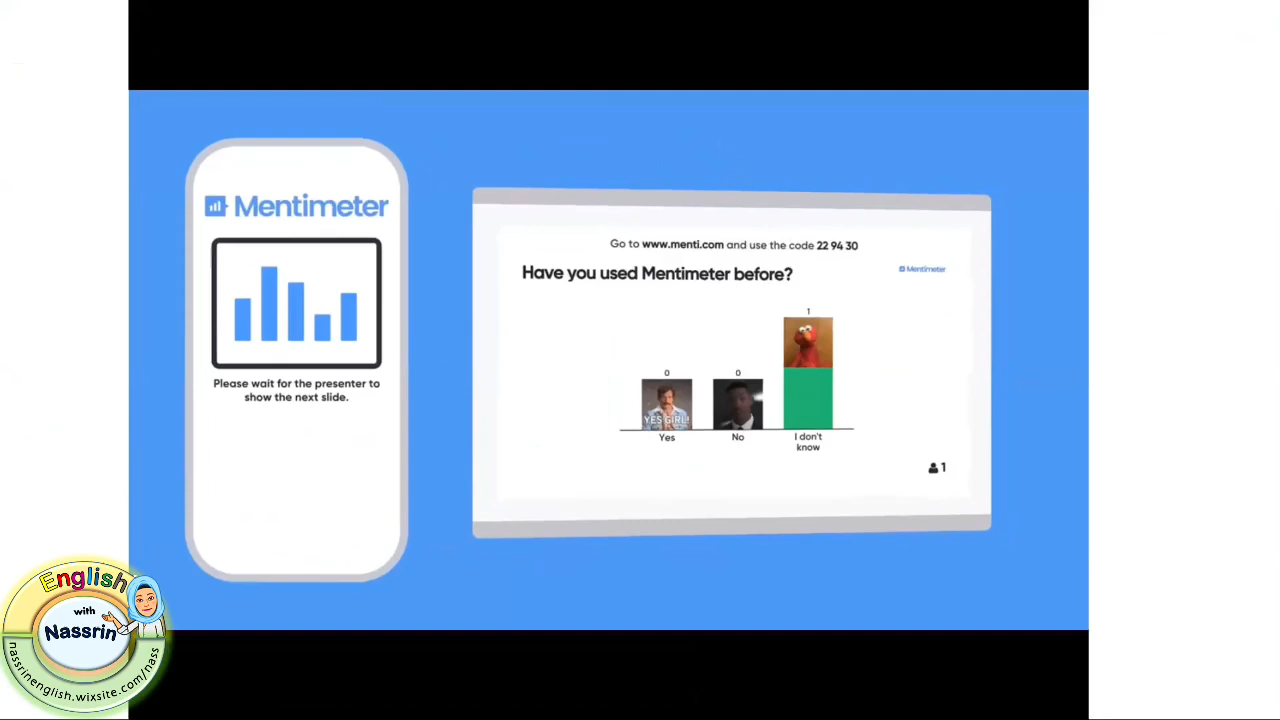 Mentimeter
Please wait for the presenter to
show the next slide.
Go to www.menti.com and use the code 22 94 30
Have you used Mentimeter before?
Mentimeter
1
0
0
YES GIRL!
Yes
No
I don't
know
1
English
with
Nassrin
nassrinenglish.wixsite.com/nass